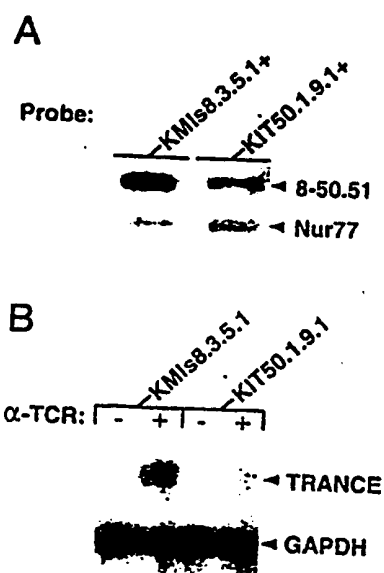 A
Probe:
KMls8.3.5.1+
KIT50.1.9.1+
8-50.51
Nur77
B
KMls8.3.5.1
KIT50.1.9.1
α-TCR: - + - +
TRANCE
GAPDH